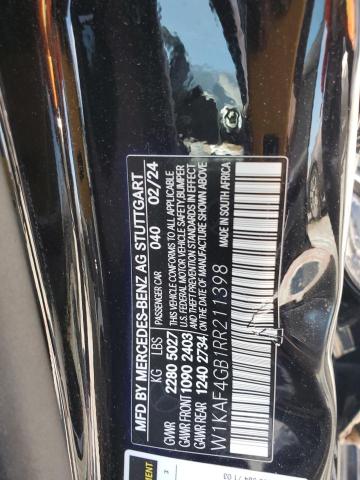 MFD BY MERCEDES-BENZ AG STUTTGART
KG LBS PASSENGER CAR 040 02/24
GVWR 2280 5027 THIS VEHICLE CONFORMS TO ALL APPLICABLE
GAWR FRONT 1090 2403 U.S. FEDERAL MOTOR VEHICLE SAFETY, BUMPER
AND THEFT PREVENTION STANDARDS IN EFFECT
GAWR REAR 1240 2734 ON THE DATE OF MANUFACTURE SHOWN ABOVE
W1KAF4GB1RR211398 MADE IN SOUTH AFRICA